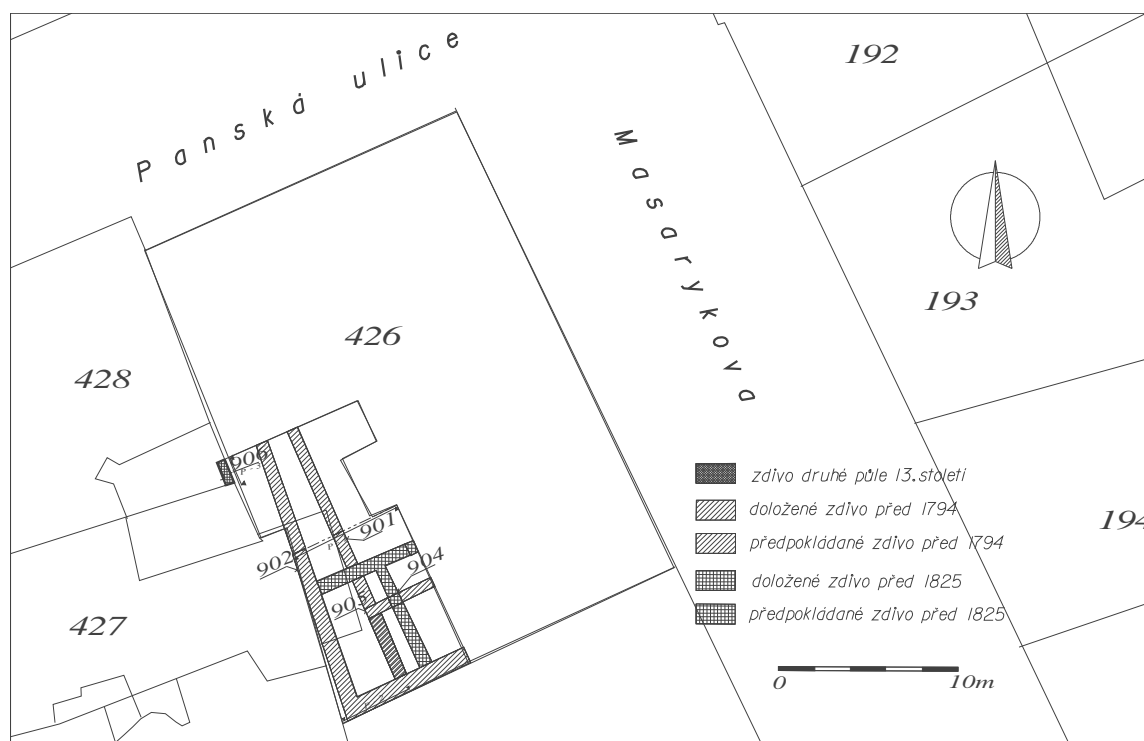 Panská ulice
Masarykova
192
193
194
426
428
427
906
901
902
904
903
zdivo druhé půle 13.století
doložené zdivo před 1794
předpokládané zdivo před 1794
doložené zdivo před 1825
předpokládané zdivo před 1825
0 10m